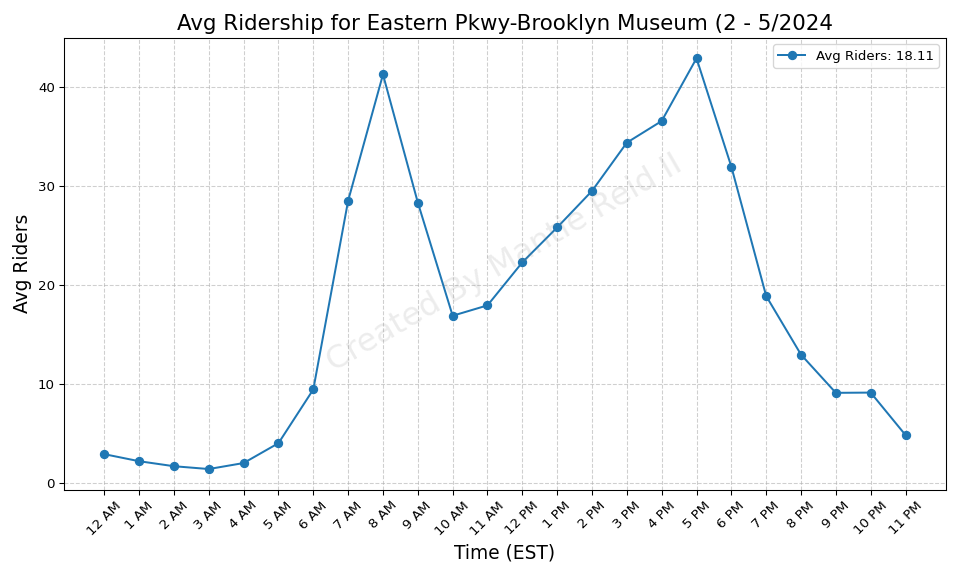 Avg Ridership for Eastern Pkwy-Brooklyn Museum (2 - 5/2024
Avg Riders: 18.11
Avg Riders
40
30
20
10
0
Created By Mantle Reid II
12 AM 1 AM 2 AM 3 AM 4 AM 5 AM 6 AM 7 AM 8 AM 9 AM 10 AM 11 AM 12 PM 1 PM 2 PM 3 PM 4 PM 5 PM 6 PM 7 PM 8 PM 9 PM 10 PM 11 PM
Time (EST)